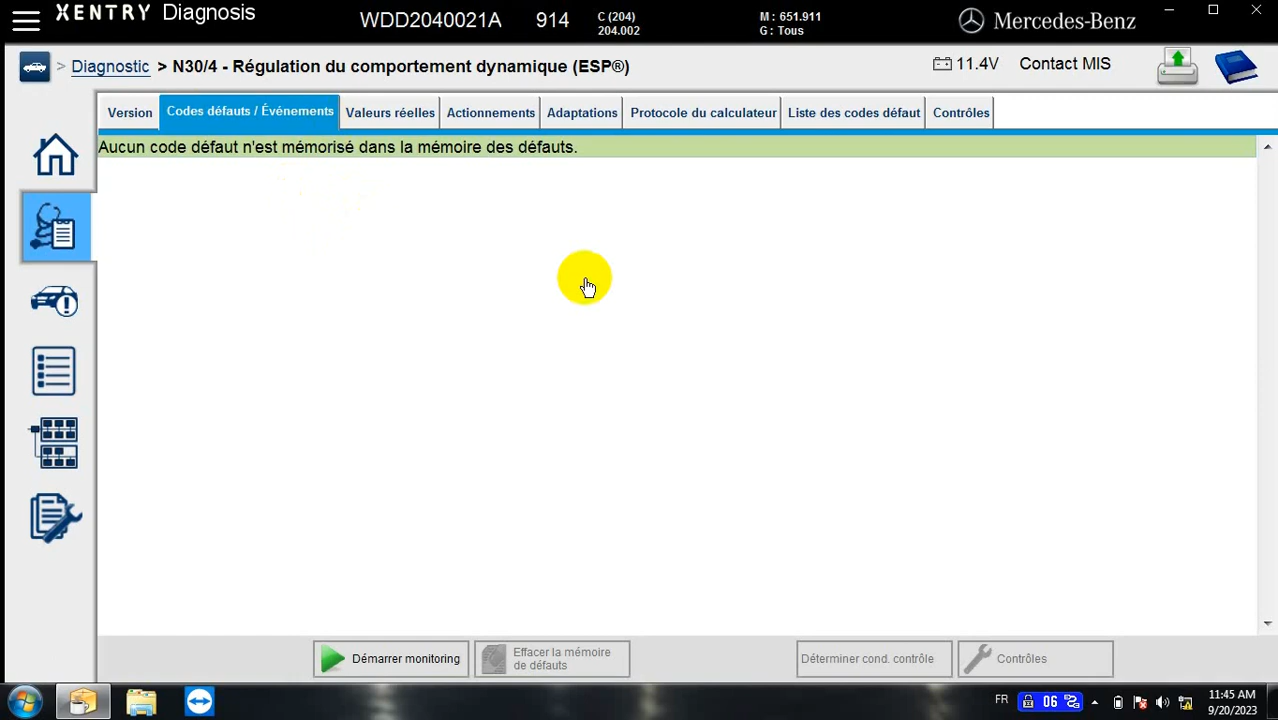 XENTRY Diagnosis
WDD2040021A
914
C (204)
204.002
M : 651.911
G : Tous
Mercedes-Benz
> Diagnostic > N30/4 - Régulation du comportement dynamique (ESP®)
11.4V
Contact MIS
Version
Codes défauts / Événements
Valeurs réelles
Actionnements
Adaptations
Protocole du calculateur
Liste des codes défaut
Contrôles
Aucun code défaut n'est mémorisé dans la mémoire des défauts.
Démarrer monitoring
Effacer la mémoire
de défauts
Déterminer cond. contrôle
Contrôles
FR
06
11:45 AM
9/20/2023